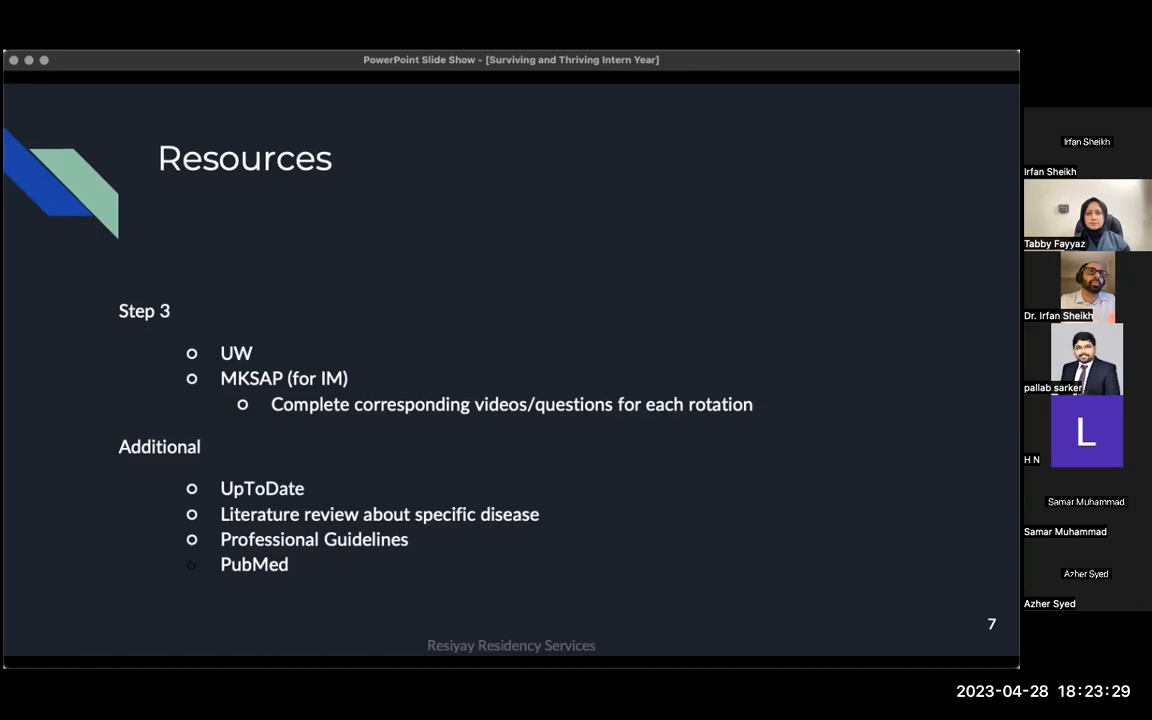 PowerPoint Slide Show - [Surviving and Thriving Intern Year]
Resources
Step 3
UW
MKSAP (for IM)
Complete corresponding videos/questions for each rotation
Additional
UpToDate
Literature review about specific disease
Professional Guidelines
PubMed
7
Resiyay Residency Services
Irfan Sheikh
Irfan Sheikh
Tabby Fayyaz
Dr. Irfan Sheikh
pallab sarker
L
H N
Samar Muhammad
Samar Muhammad
Azher Syed
Azher Syed
2023-04-28 18:23:29